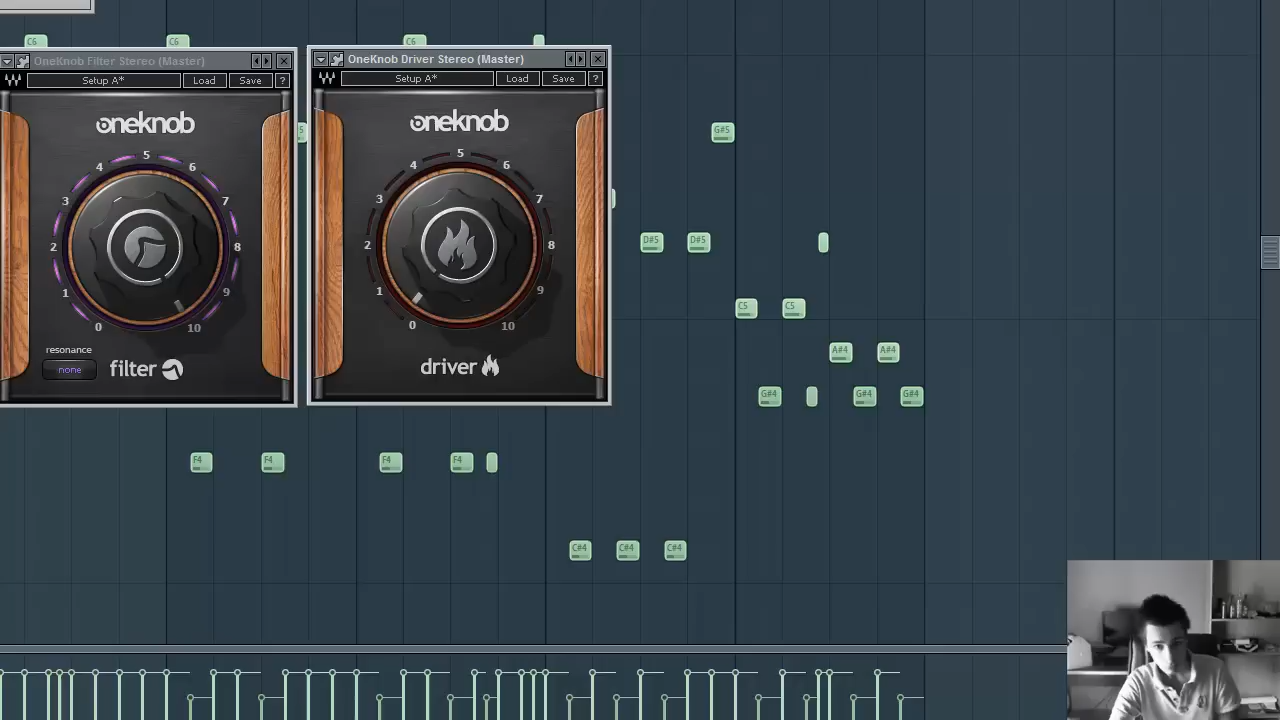 C6 C6 C6
OneKnob Filter Stereo (Master)
Setup A* Load Save ?
oneknob
0 1 2 3 4 5 6 7 8 9 10
resonance
none
filter
OneKnob Driver Stereo (Master)
Setup A* Load Save ?
oneknob
0 1 2 3 4 5 6 7 8 9 10
driver
5
G#5
D#5 D#5
C5 C5
A#4 A#4
G#4 G#4 G#4
F4 F4 F4 F4
C#4 C#4 C#4